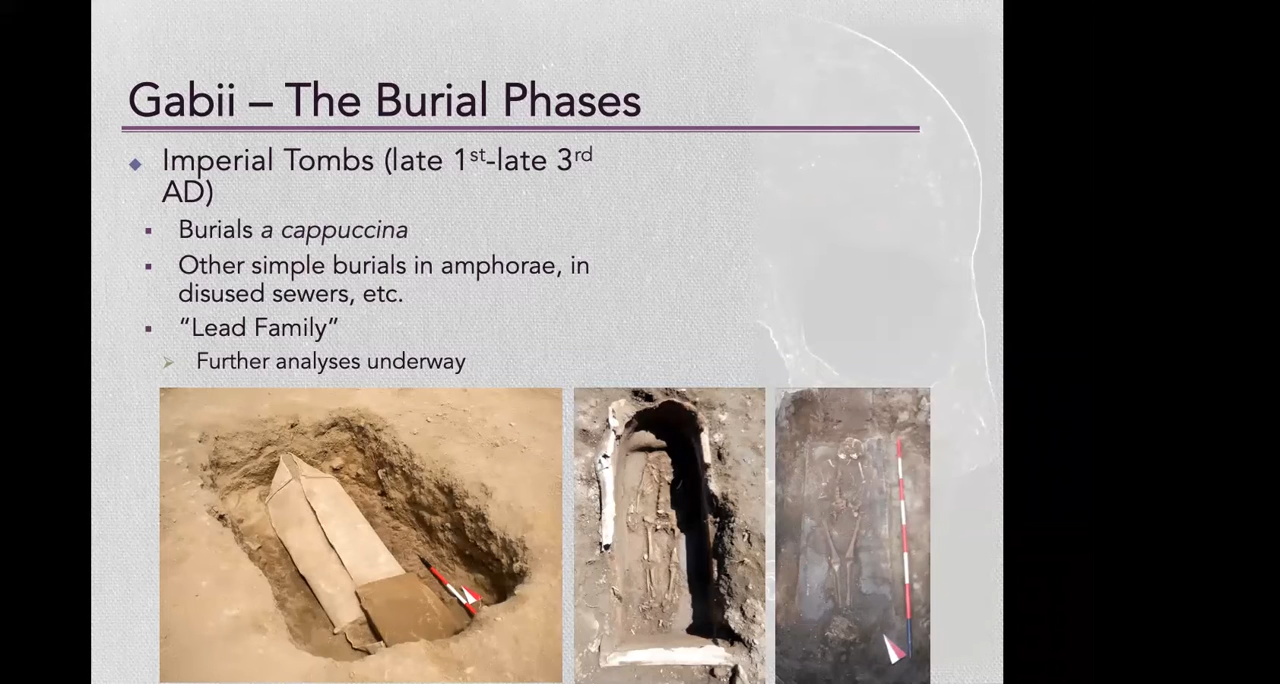 Gabii – The Burial Phases
Imperial Tombs (late 1st-late 3rd
AD)
Burials a cappuccina
Other simple burials in amphorae, in
disused sewers, etc.
“Lead Family”
Further analyses underway